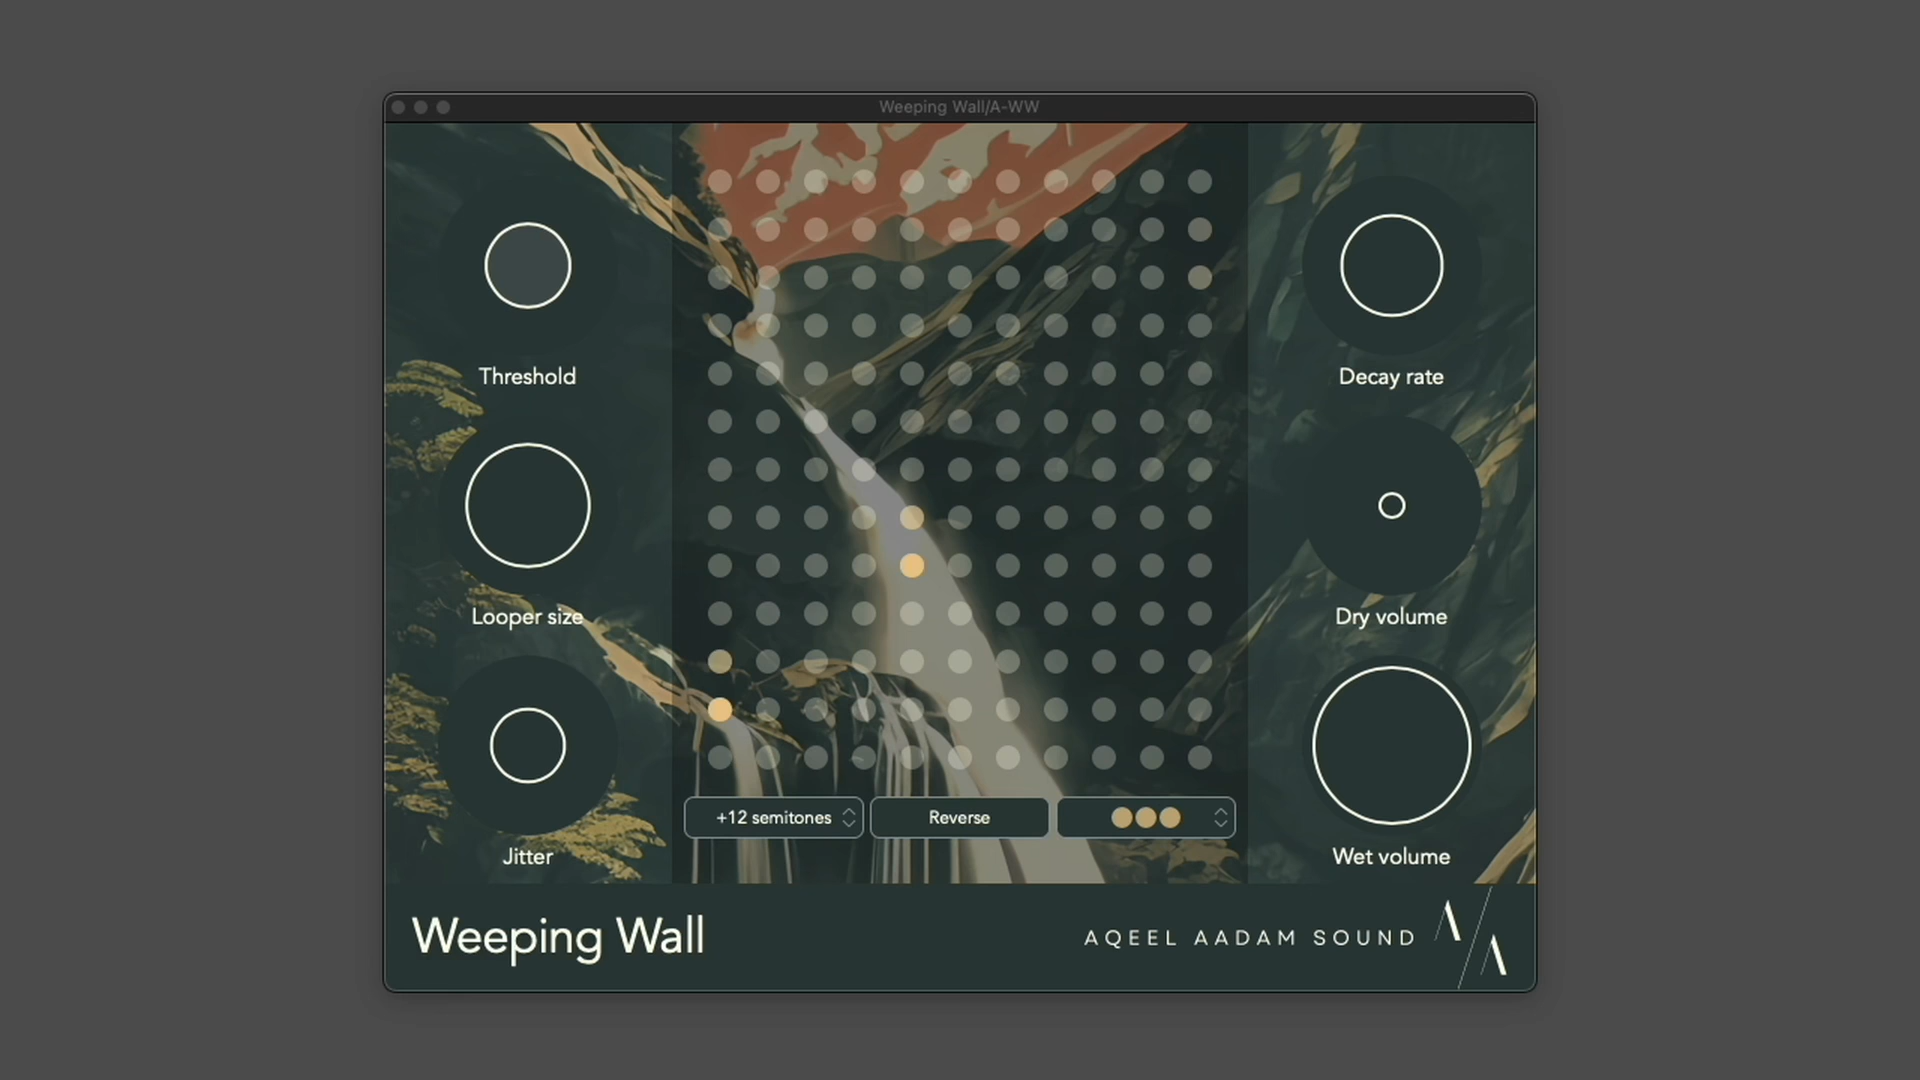 Weeping Wall/A-WW
Threshold
Decay rate
Looper size
Dry volume
+12 semitones
Reverse
Jitter
Wet volume
Weeping Wall
AQEEL AADAM SOUND